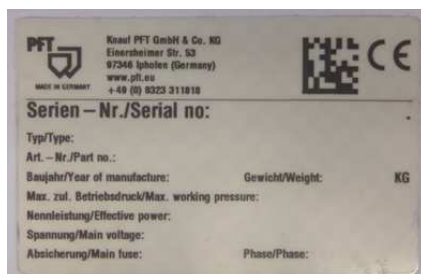 PFT
MADE IN GERMANY
Knauf PFT GmbH & Co. KG
Einersheimer Str. 53
97346 Iphofen (Germany)
www.pft.eu
+49 (0) 9323 311818
CE
Serien – Nr./Serial no:
Typ/Type:
Art. – Nr./Part no.:
Baujahr/Year of manufacture: Gewicht/Weight: KG
Max. zul. Betriebsdruck/Max. working pressure:
Nennleistung/Effective power:
Spannung/Main voltage:
Absicherung/Main fuse: Phase/Phase: